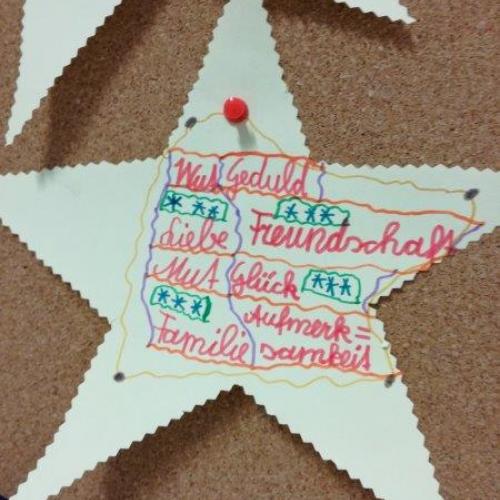 Geduld
* * * * * *
Liebe Freundschaft
Mut Glück * * *
* * * Aufmerk=
Familie samkeit